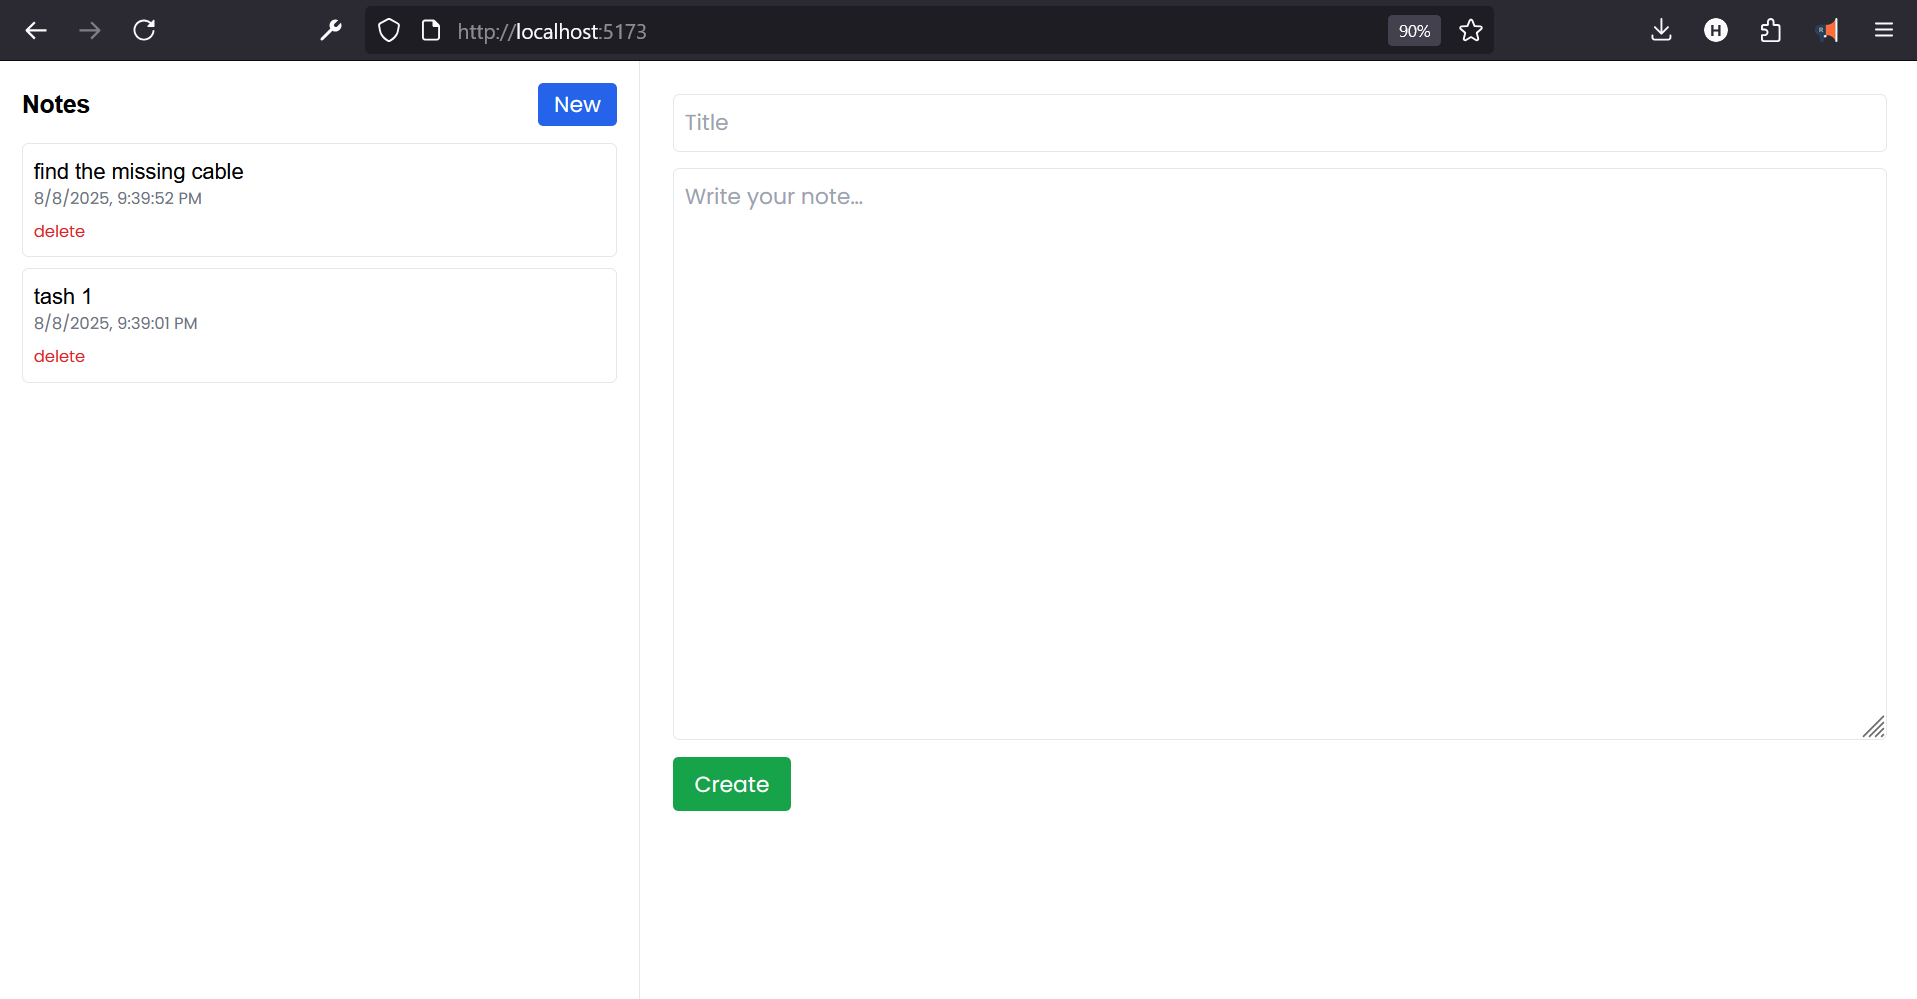 http://localhost:5173
90%
H
Notes
New
find the missing cable
8/8/2025, 9:39:52 PM
delete
tash 1
8/8/2025, 9:39:01 PM
delete
Title
Write your note...
Create